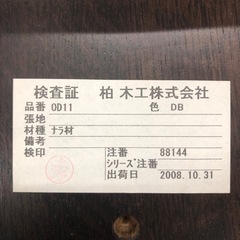 検査証 柏木工株式会社
品番 OD11 色 DB
張地
材種 ナラ材
備考
検印 注番 88144
シリーズ注番
出荷日 2008.10.31